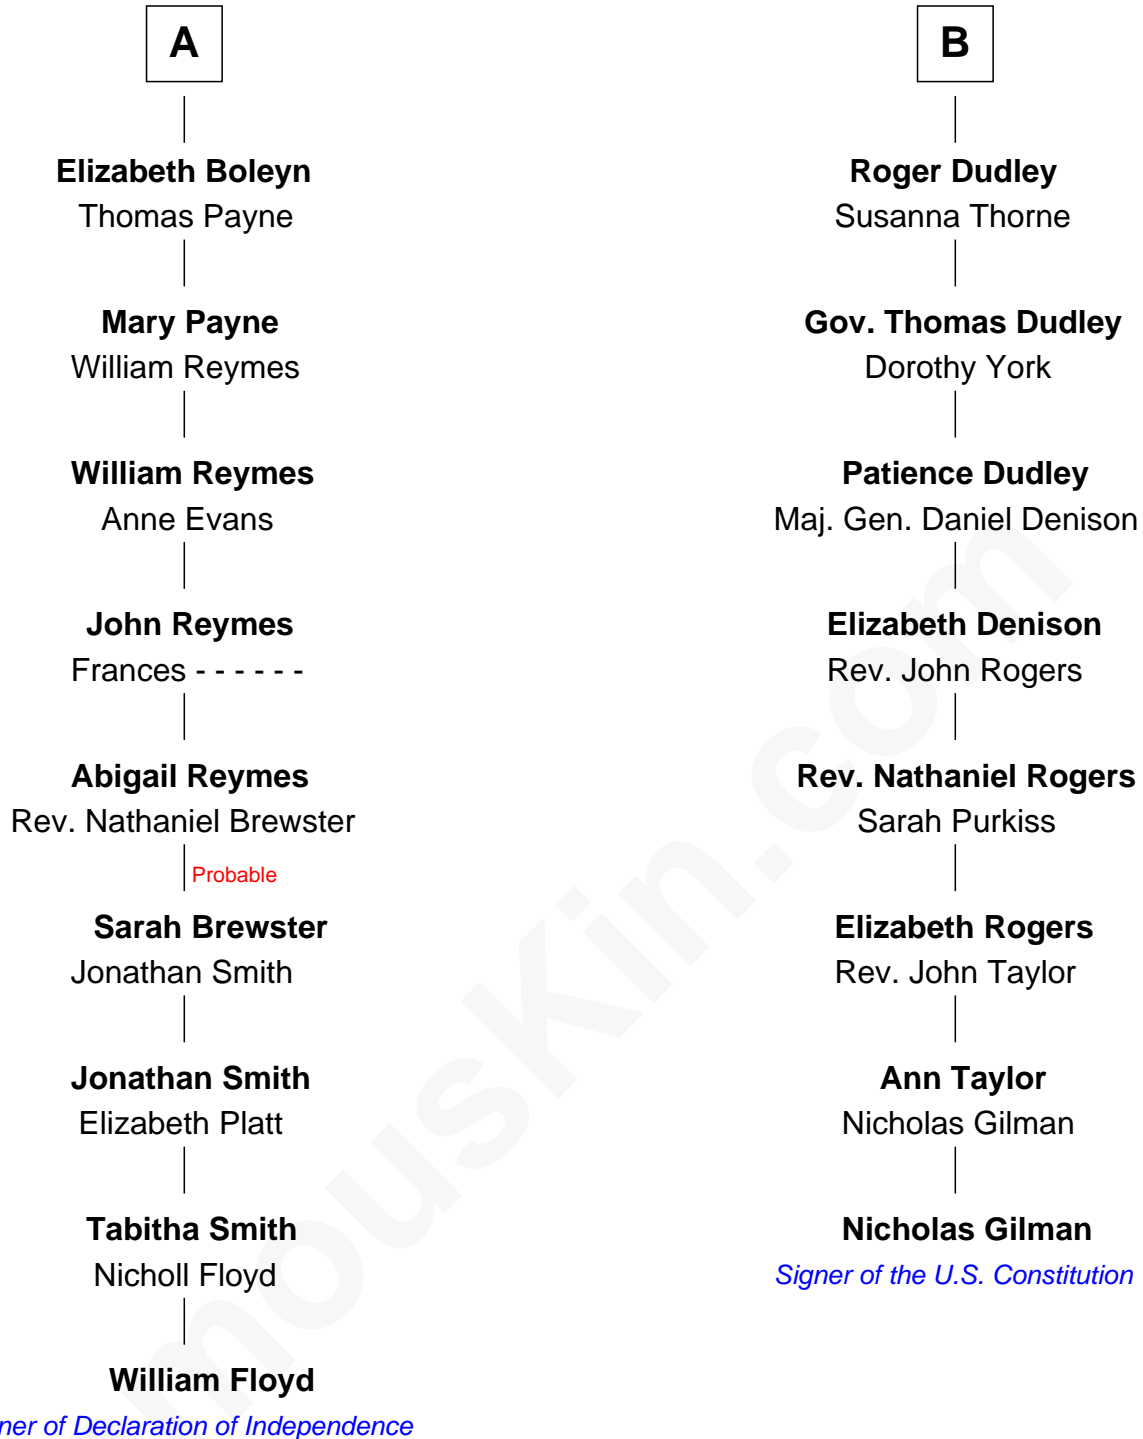 A
Elizabeth Boleyn
Thomas Payne
Mary Payne
William Reymes
William Reymes
Anne Evans
John Reymes
Frances - - - - - -
Abigail Reymes
Rev. Nathaniel Brewster
Probable
Sarah Brewster
Jonathan Smith
Jonathan Smith
Elizabeth Platt
Tabitha Smith
Nicholl Floyd
William Floyd
ner of Declaration of Independence
B
Roger Dudley
Susanna Thorne
Gov. Thomas Dudley
Dorothy York
Patience Dudley
Maj. Gen. Daniel Denison
Elizabeth Denison
Rev. John Rogers
Rev. Nathaniel Rogers
Sarah Purkiss
Elizabeth Rogers
Rev. John Taylor
Ann Taylor
Nicholas Gilman
Nicholas Gilman
Signer of the U.S. Constitution
mousKin.com